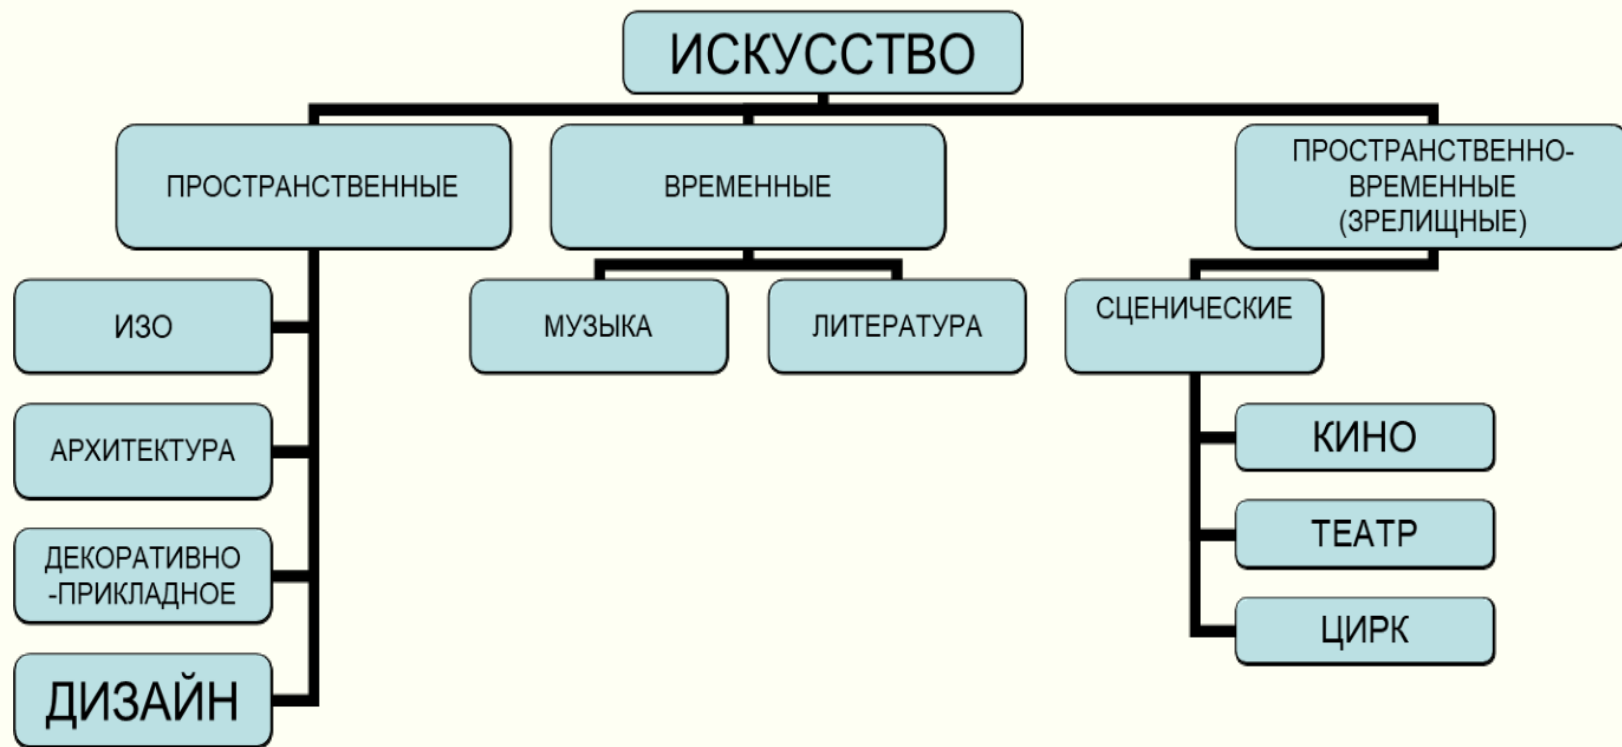 ИСКУССТВО
ПРОСТРАНСТВЕННЫЕ
ВРЕМЕННЫЕ
ПРОСТРАНСТВЕННО-
ВРЕМЕННЫЕ
(ЗРЕЛИЩНЫЕ)
ИЗО
АРХИТЕКТУРА
ДЕКОРАТИВНО
-ПРИКЛАДНОЕ
ДИЗАЙН
МУЗЫКА
ЛИТЕРАТУРА
СЦЕНИЧЕСКИЕ
КИНО
ТЕАТР
ЦИРК